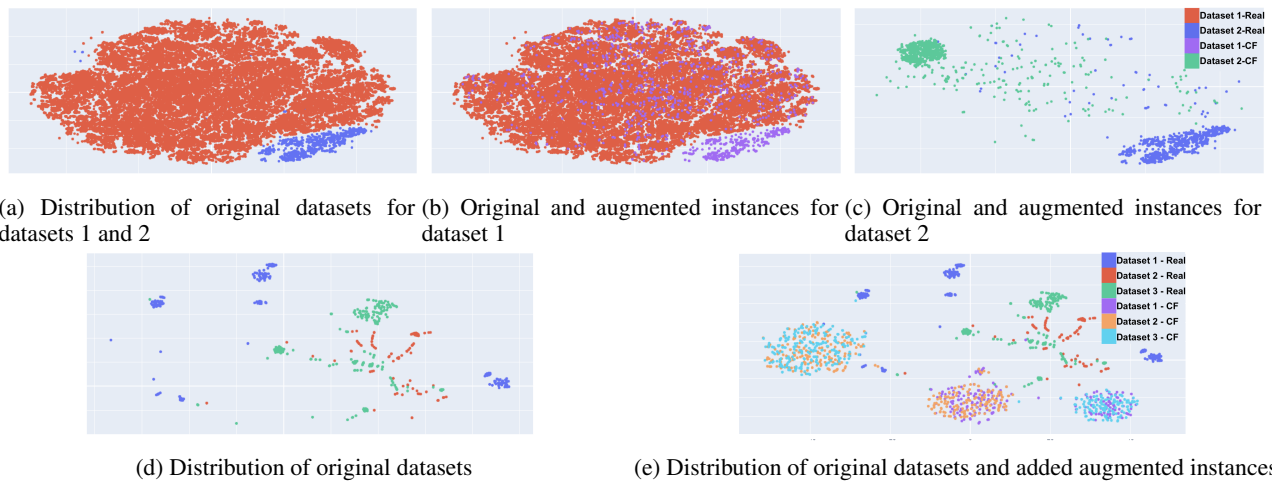 Dataset 1-Real
Dataset 2-Real
Dataset 1-CF
Dataset 2-CF
(a) Distribution of original datasets for
datasets 1 and 2
(b) Original and augmented instances for
dataset 1
(c) Original and augmented instances for
dataset 2
Dataset 1 - Real
Dataset 2 - Real
Dataset 3 - Real
Dataset 1 - CF
Dataset 2 - CF
Dataset 3 - CF
(d) Distribution of original datasets
(e) Distribution of original datasets and added augmented instances